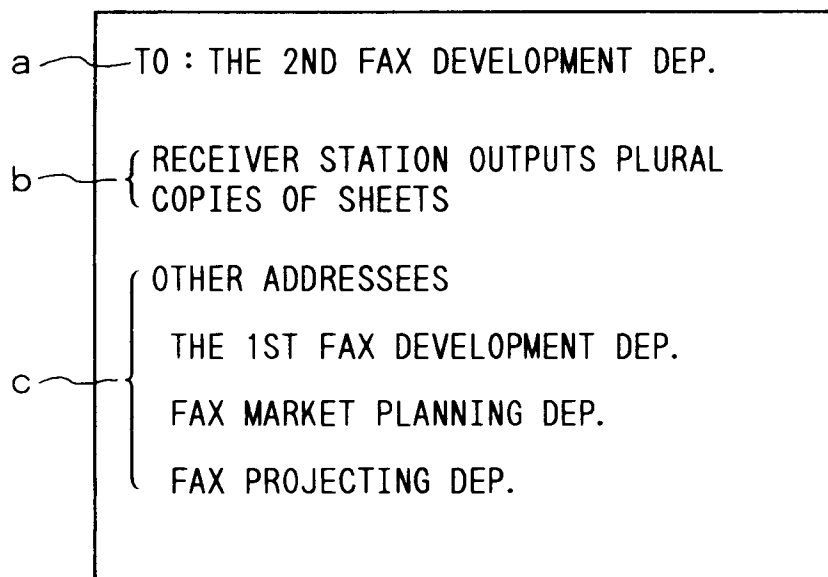 a TO : THE 2ND FAX DEVELOPMENT DEP.
b RECEIVER STATION OUTPUTS PLURAL
COPIES OF SHEETS
OTHER ADDRESSEES
THE 1ST FAX DEVELOPMENT DEP.
c
FAX MARKET PLANNING DEP.
FAX PROJECTING DEP.